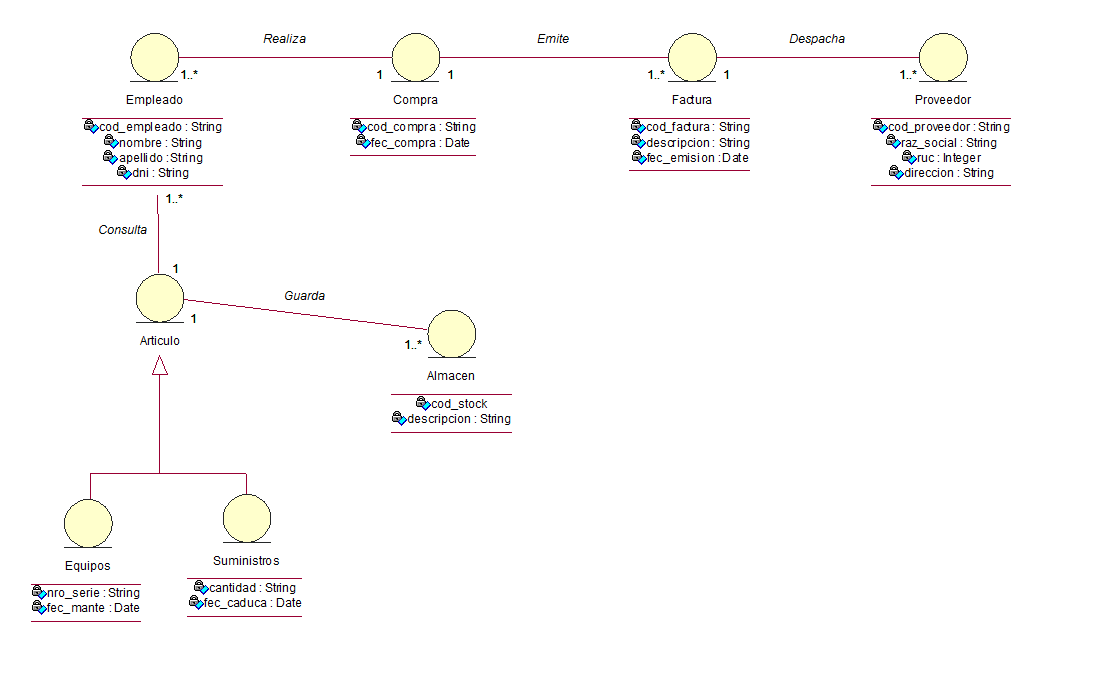 Realiza
Emite
Despacha
1..*
1
1
1..*
1
1..*
Empleado
Compra
Factura
Proveedor
cod_empleado : String
nombre : String
apellido : String
dni : String
cod_compra : String
fec_compra : Date
cod_factura : String
descripcion : String
fec_emision : Date
cod_proveedor : String
raz_social : String
ruc : Integer
direccion : String
1..*
Consulta
1
Guarda
1
1..*
Articulo
Almacen
cod_stock
descripcion : String
Equipos
nro_serie : String
fec_mante : Date
Suministros
cantidad : String
fec_caduca : Date